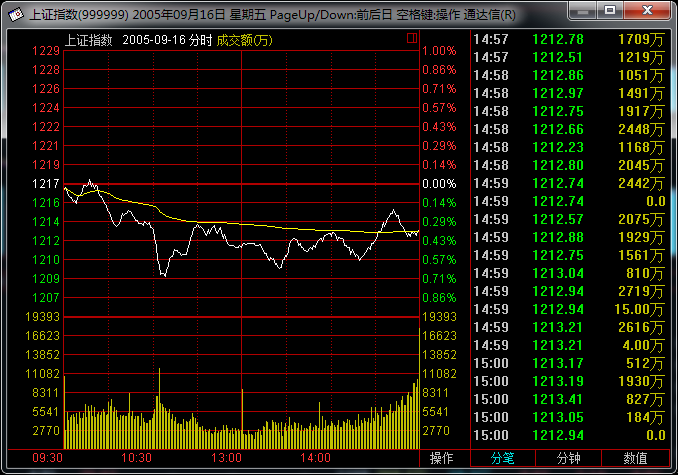 上证指数(999999) 2005年09月16日 星期五 PageUp/Down:前后日 空格键:操作 通达信(R)
上证指数 2005-09-16 分时 成交额(万)
1229 1.00%
1228 0.86%
1226 0.71%
1224 0.57%
1222 0.43%
1221 0.29%
1219 0.14%
1217 0.00%
1216 0.14%
1214 0.29%
1212 0.43%
1210 0.57%
1209 0.71%
1207 0.86%
19393 19393
16623 16623
13852 13852
11082 11082
8311 8311
5541 5541
2770 2770
09:30 10:30 13:00 14:00 操作
14:57 1212.78 1709万
14:57 1212.51 1219万
14:58 1212.86 1051万
14:58 1212.97 1491万
14:58 1212.75 1917万
14:58 1212.66 2448万
14:58 1212.23 1168万
14:58 1212.80 2045万
14:59 1212.74 2442万
14:59 1212.74 0.0
14:59 1212.57 2075万
14:59 1212.88 1929万
14:59 1212.75 1561万
14:59 1213.04 810万
14:59 1212.94 2719万
14:59 1212.94 15.00万
14:59 1213.21 2616万
14:59 1213.21 4.00万
15:00 1213.17 512万
15:00 1213.19 1930万
15:00 1213.41 827万
15:00 1213.05 184万
15:00 1212.94 0.0
分笔 分钟 数值